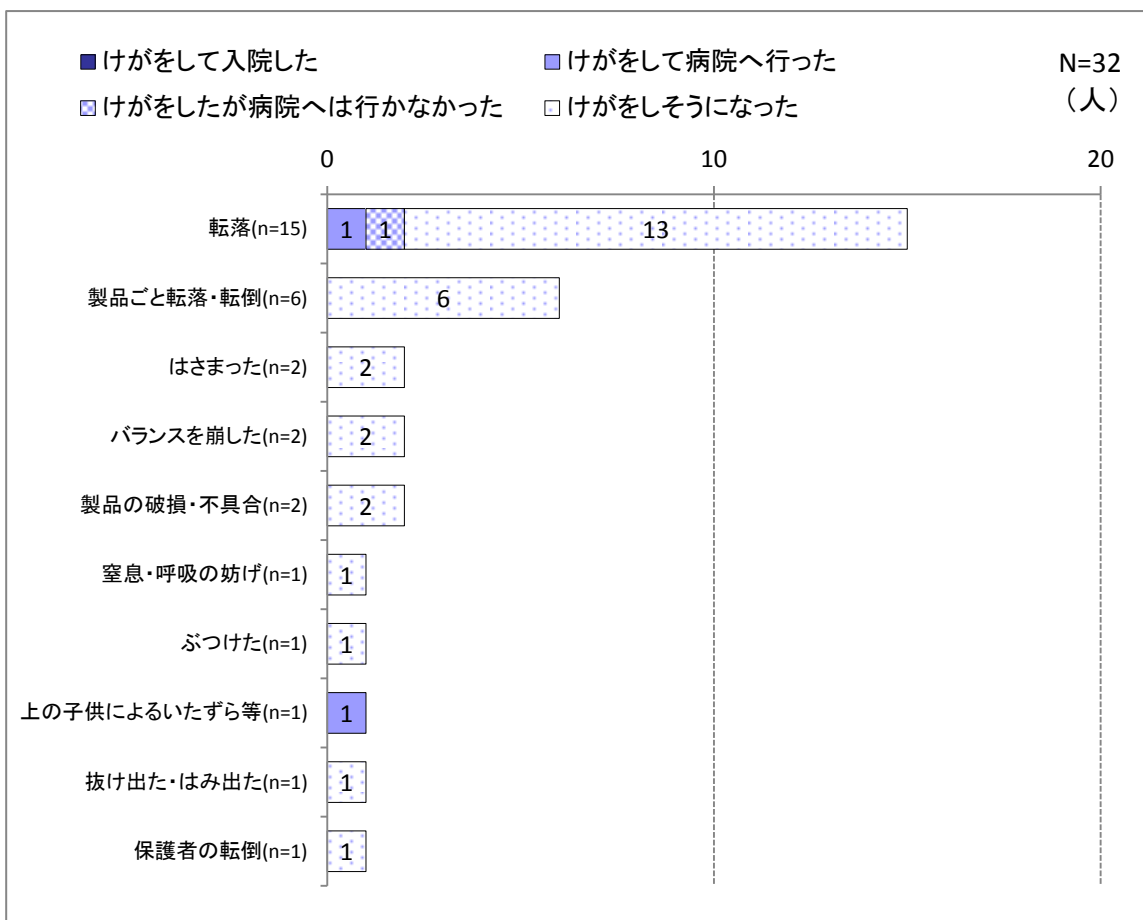 けがをして入院した
けがをして病院へ行った
けがをしたが病院へは行かなかった
けがをしそうになった
N=32
（人）
0 10 20
転落(n=15) 1 1 13
製品ごと転落・転倒(n=6) 6
はさまった(n=2) 2
バランスを崩した(n=2) 2
製品の破損・不具合(n=2) 2
窒息・呼吸の妨げ(n=1) 1
ぶつけた(n=1) 1
上の子供によるいたずら等(n=1) 1
抜け出た・はみ出た(n=1) 1
保護者の転倒(n=1) 1